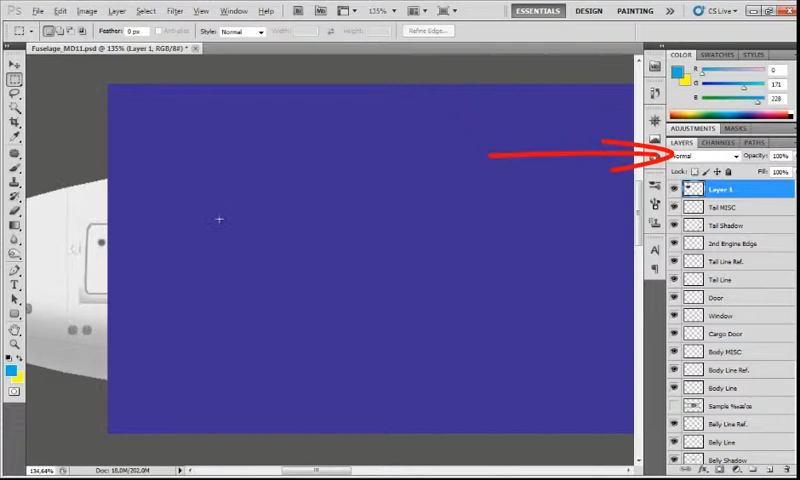 Ps File Edit Image Layer Select Filter Analysis View Window Help Br Mb 135% ESSENTIALS DESIGN PAINTING >> CS Live
Feather: 0 px Anti-alias Style: Normal Width: Height: Refine Edge...
Fuselage_MD11.psd @ 135% (Layer 1, RGB/8#) * ×
COLOR SWATCHES STYLES
R 0
G 171
B 228
ADJUSTMENTS MASKS
LAYERS CHANNELS PATHS
Normal Opacity: 100%
Lock: Fill: 100%
Layer 1
Tail MISC
Tail Shadow
2nd Engine Edge
Tail Line Ref.
Tail Line
Door
Window
Cargo Door
Body MISC
Body Line Ref.
Body Line
Sample
Belly Line Ref.
Belly Line
Belly Shadow
134,64% Doc: 18,0M/202,0M